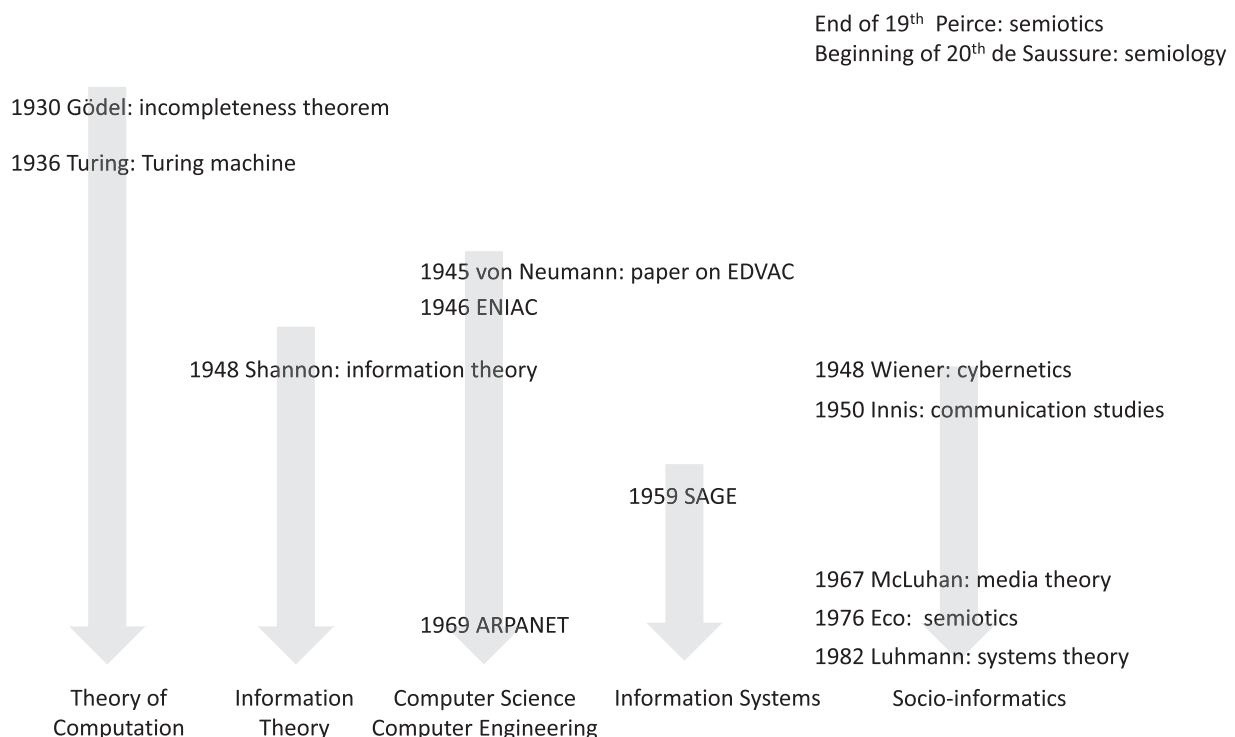 End of 19th Peirce: semiotics
Beginning of 20th de Saussure: semiology
1930 Gödel: incompleteness theorem
1936 Turing: Turing machine
1945 von Neumann: paper on EDVAC
1946 ENIAC
1948 Shannon: information theory
1948 Wiener: cybernetics
1950 Innis: communication studies
1959 SAGE
1967 McLuhan: media theory
1969 ARPANET
1976 Eco:  semiotics
1982 Luhmann: systems theory
Theory of
Computation
Information
Theory
Computer Science
Computer Engineering
Information Systems
Socio-informatics